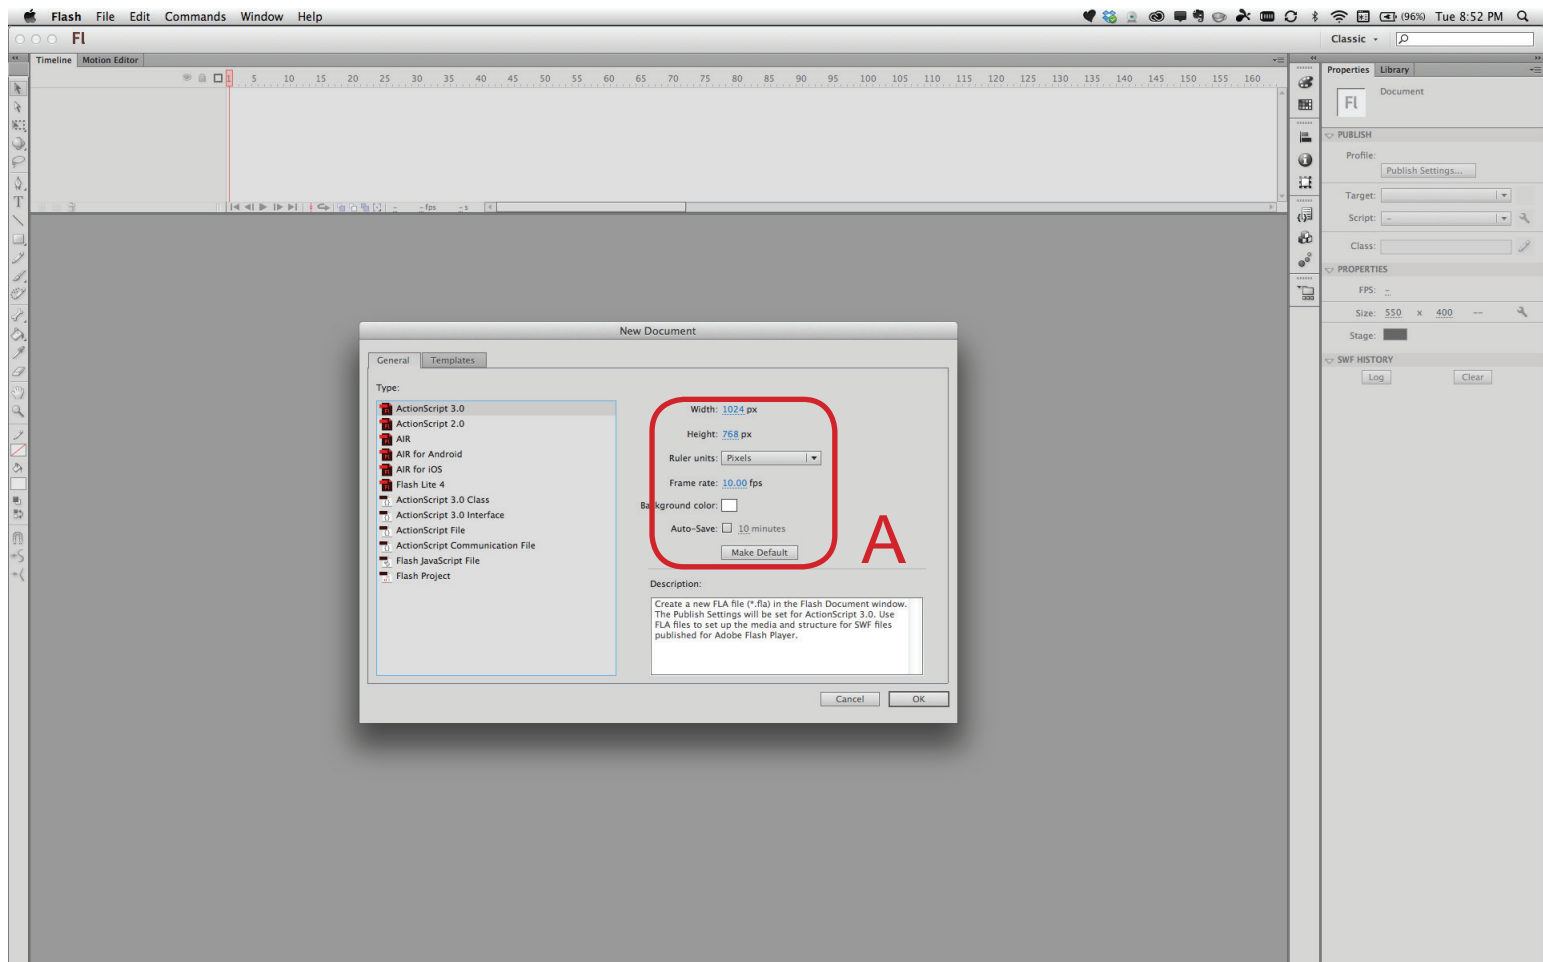 Flash File Edit Commands Window Help (96%) Tue 8:52 PM
Fl Classic
Timeline Motion Editor
1 5 10 15 20 25 30 35 40 45 50 55 60 65 70 75 80 85 90 95 100 105 110 115 120 125 130 135 140 145 150 155 160
fps s
Properties Library
Fl Document
PUBLISH
Profile:
Publish Settings...
Target:
Script: –
Class:
PROPERTIES
FPS: –
Size: 550 x 400 --
Stage:
SWF HISTORY
Log Clear
New Document
General Templates
Type:
ActionScript 3.0
ActionScript 2.0
AIR
AIR for Android
AIR for iOS
Flash Lite 4
ActionScript 3.0 Class
ActionScript 3.0 Interface
ActionScript File
ActionScript Communication File
Flash JavaScript File
Flash Project
Width: 1024 px
Height: 768 px
Ruler units: Pixels
Frame rate: 10.00 fps
Background color:
Auto-Save: 10 minutes
Make Default
A
Description:
Create a new FLA file (*.fla) in the Flash Document window.
The Publish Settings will be set for ActionScript 3.0. Use
FLA files to set up the media and structure for SWF files
published for Adobe Flash Player.
Cancel OK